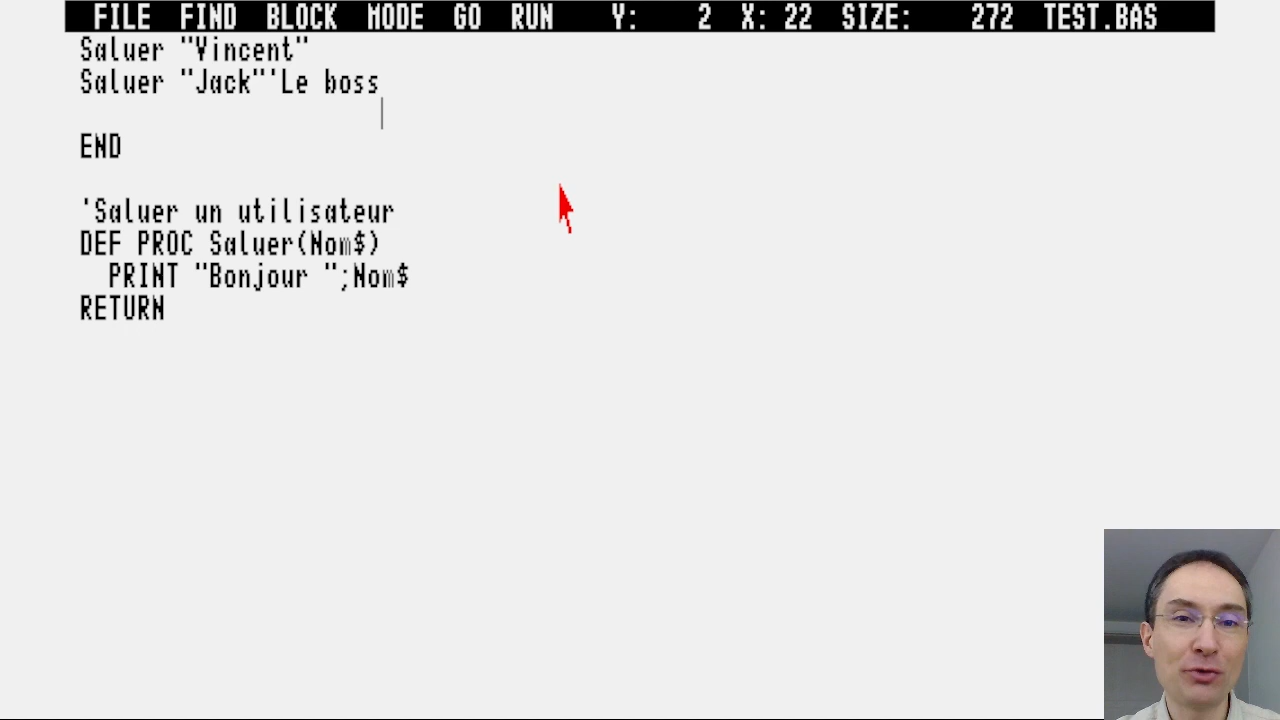 FILE FIND BLOCK MODE GO RUN Y: 2 X: 22 SIZE: 272 TEST.BAS
Saluer "Vincent"
Saluer "Jack"'Le boss
END
'Saluer un utilisateur
DEF PROC Saluer(Nom$)
PRINT "Bonjour ";Nom$
RETURN